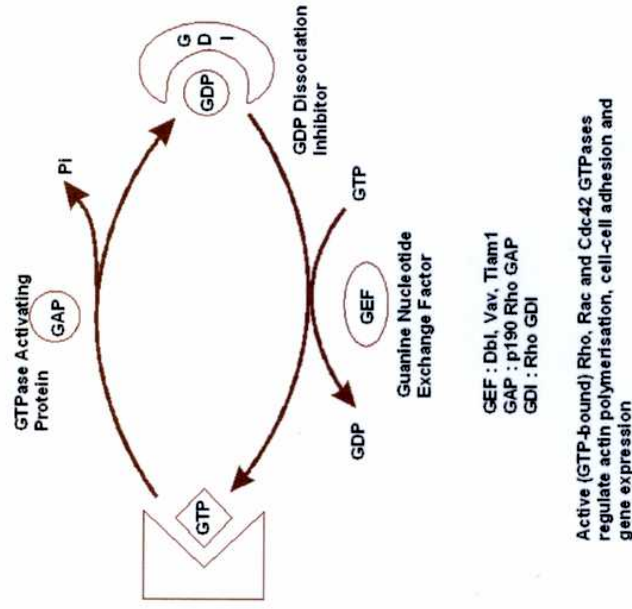 GTPase Activating
Protein
GAP
Pi
GTP
GDP
G
D
I
GDP Dissociation
Inhibitor
GTP
GDP
GEF
Guanine Nucleotide
Exchange Factor
GEF : Dbl, Vav, Tiam1
GAP : p190 Rho GAP
GDI : Rho GDI
Active (GTP-bound) Rho, Rac and Cdc42 GTPases
regulate actin polymerisation, cell-cell adhesion and
gene expression